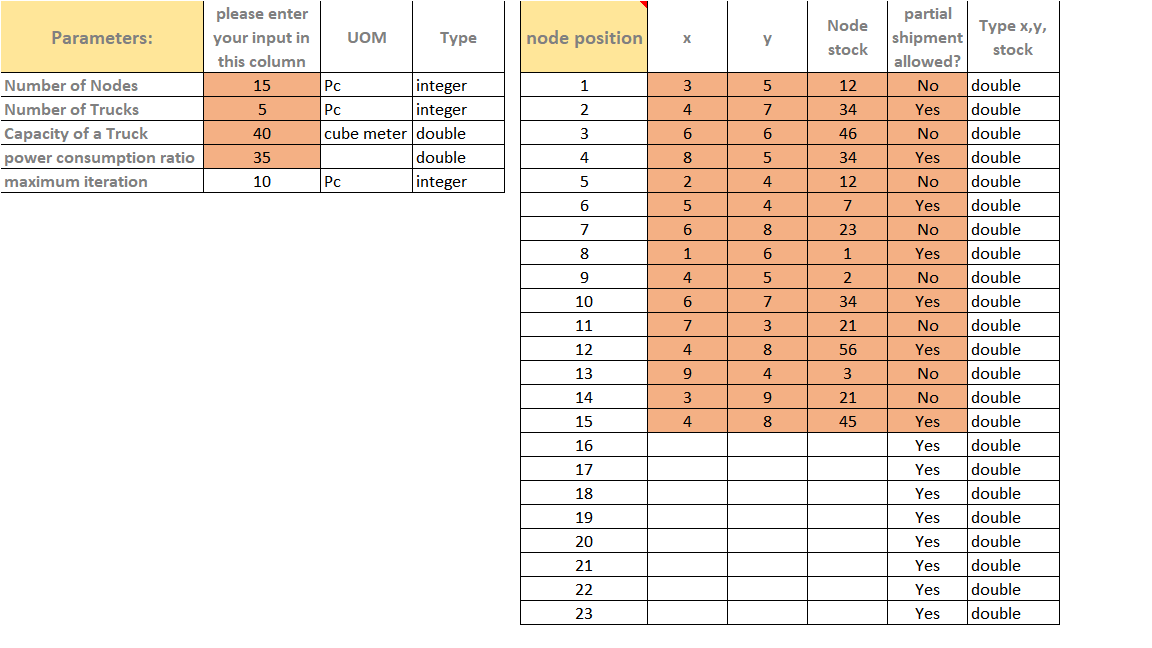 Parameters: please enter your input in this column UOM Type
Number of Nodes 15 Pc integer
Number of Trucks 5 Pc integer
Capacity of a Truck 40 cube meter double
power consumption ratio 35 double
maximum iteration 10 Pc integer
node position x y Node stock partial shipment allowed? Type x,y, stock
1 3 5 12 No double
2 4 7 34 Yes double
3 6 6 46 No double
4 8 5 34 Yes double
5 2 4 12 No double
6 5 4 7 Yes double
7 6 8 23 No double
8 1 6 1 Yes double
9 4 5 2 No double
10 6 7 34 Yes double
11 7 3 21 No double
12 4 8 56 Yes double
13 9 4 3 No double
14 3 9 21 No double
15 4 8 45 Yes double
16 Yes double
17 Yes double
18 Yes double
19 Yes double
20 Yes double
21 Yes double
22 Yes double
23 Yes double